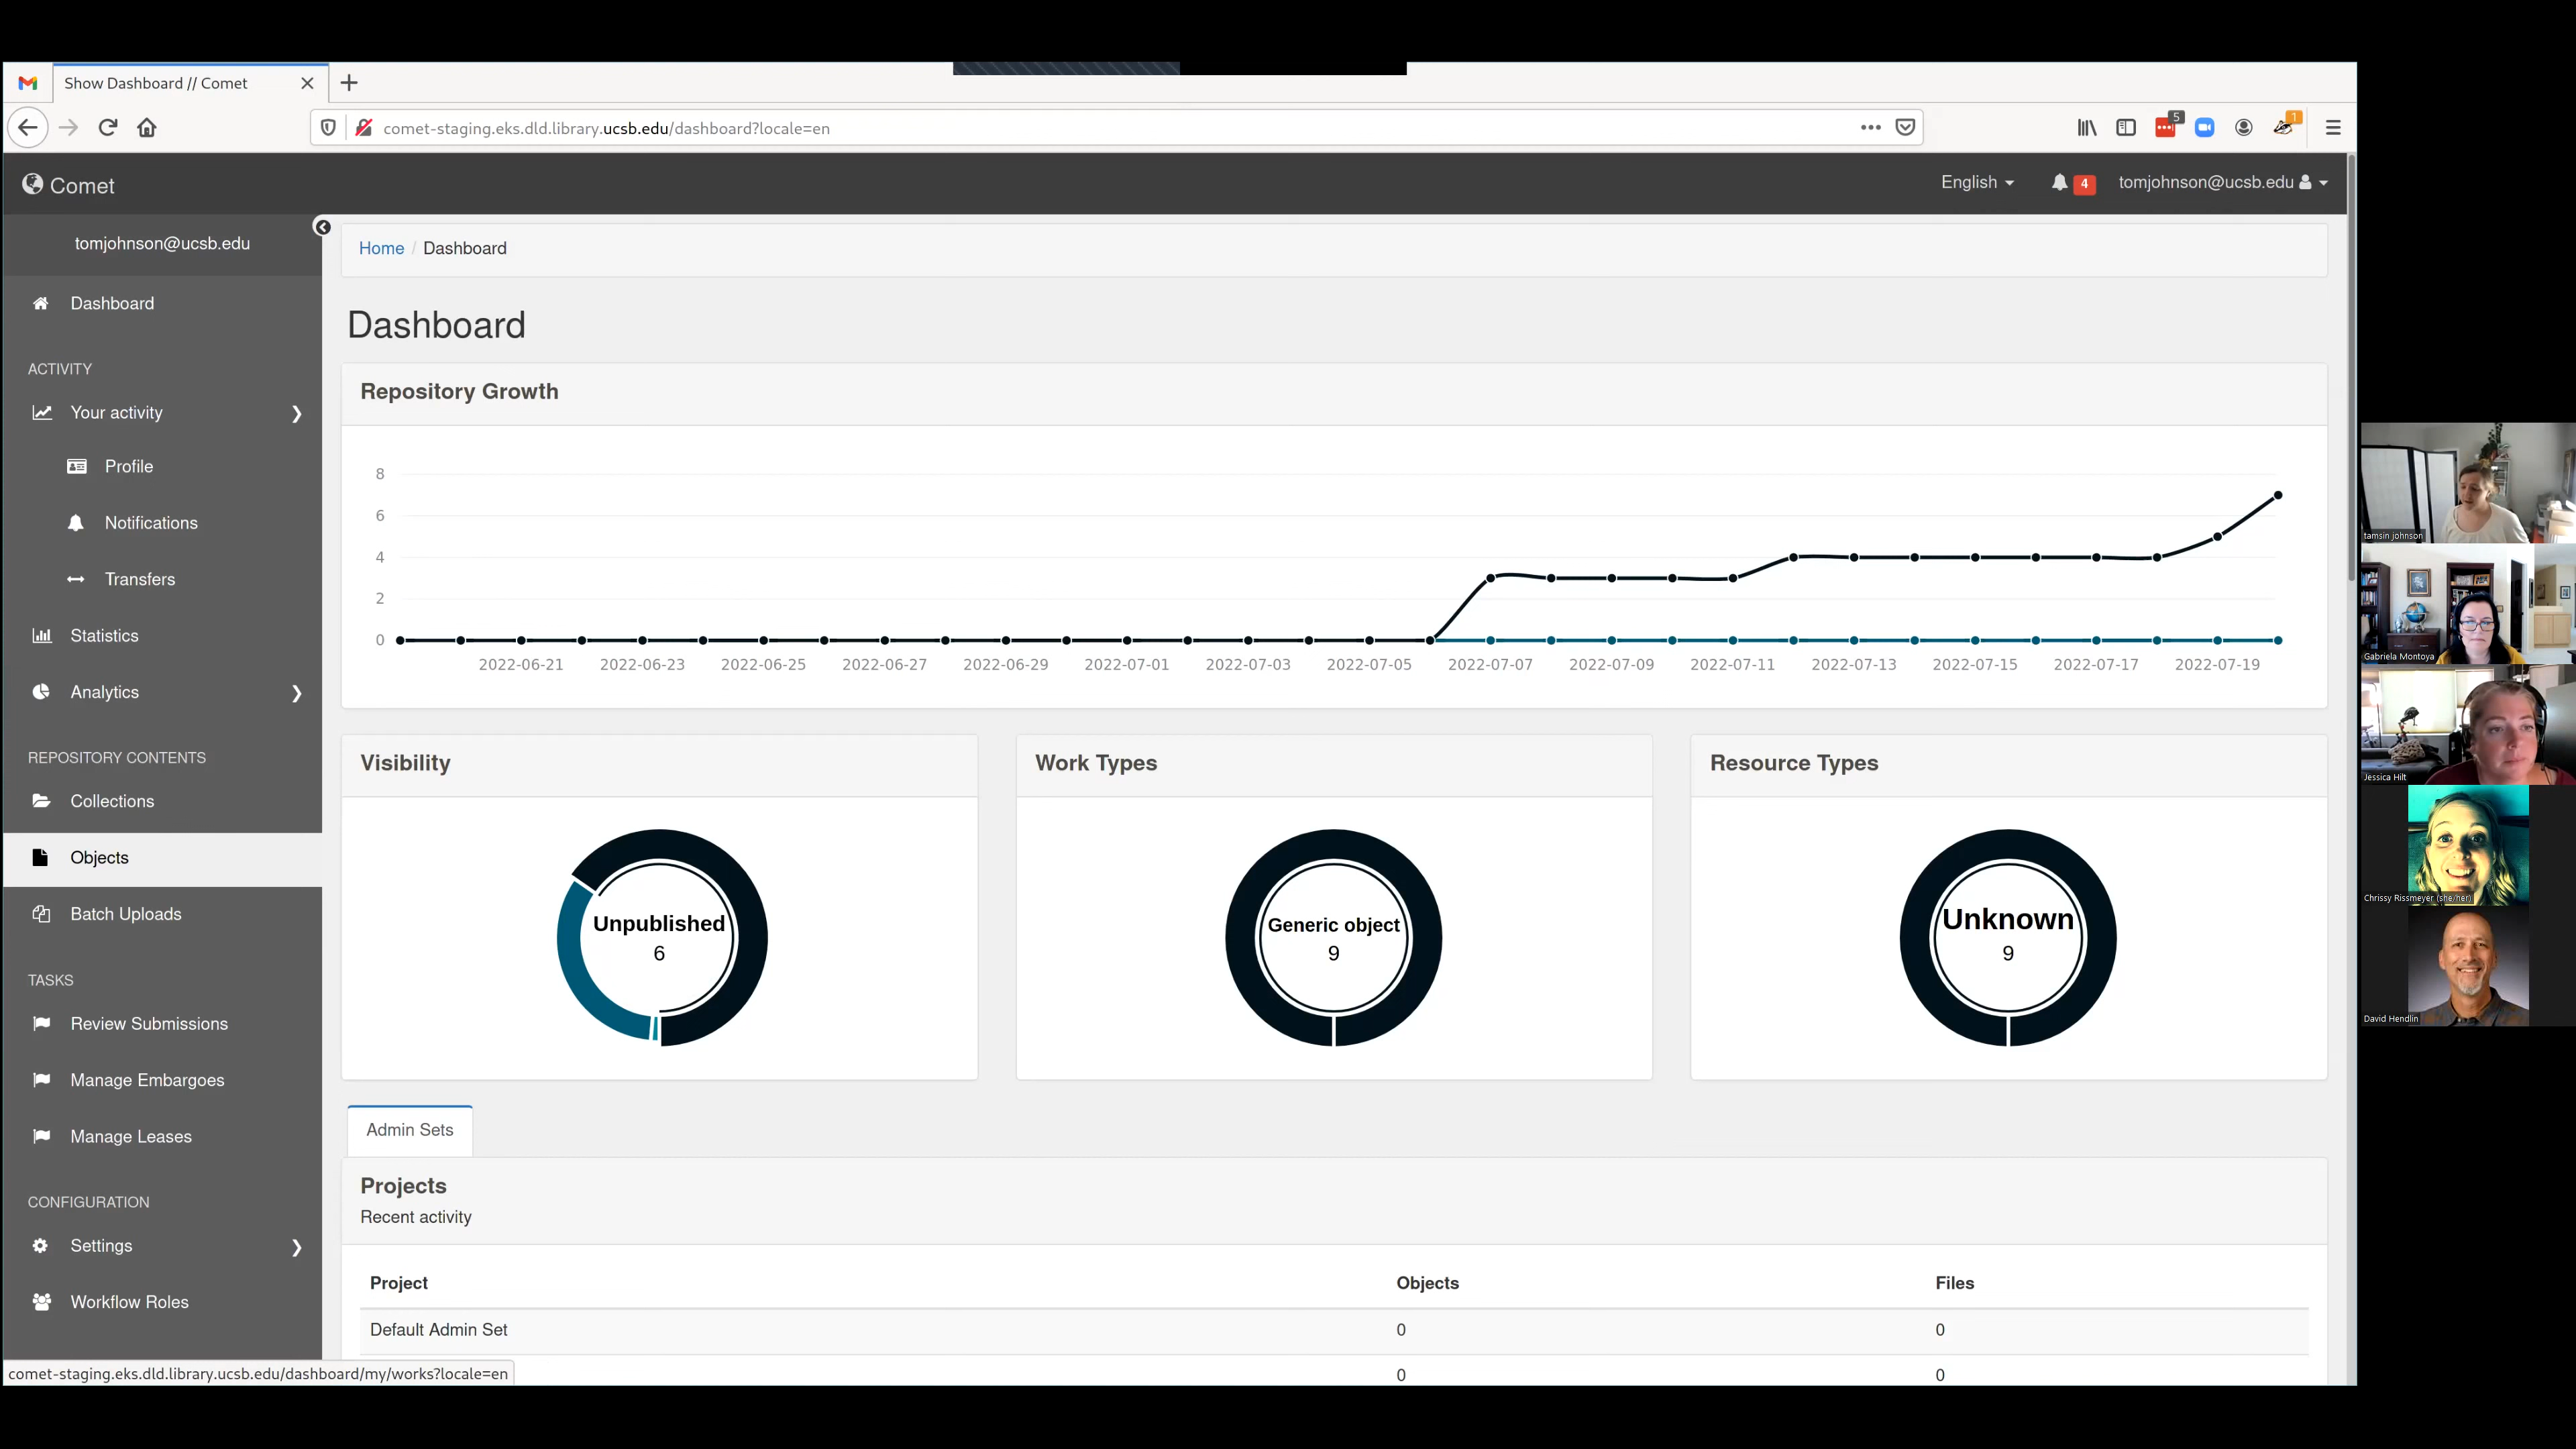 Show Dashboard // Comet
comet-staging.eks.dld.library.ucsb.edu/dashboard?locale=en
5
1
Comet
English
4
tomjohnson@ucsb.edu
tomjohnson@ucsb.edu
Dashboard
ACTIVITY
Your activity
Profile
Notifications
Transfers
Statistics
Analytics
REPOSITORY CONTENTS
Collections
Objects
Batch Uploads
TASKS
Review Submissions
Manage Embargoes
Manage Leases
CONFIGURATION
Settings
Workflow Roles
comet-staging.eks.dld.library.ucsb.edu/dashboard/my/works?locale=en
Home / Dashboard
Dashboard
Repository Growth
8
6
4
2
0
2022-06-21 2022-06-23 2022-06-25 2022-06-27 2022-06-29 2022-07-01 2022-07-03 2022-07-05 2022-07-07 2022-07-09 2022-07-11 2022-07-13 2022-07-15 2022-07-17 2022-07-19
Visibility
Unpublished
6
Work Types
Generic object
9
Resource Types
Unknown
9
Admin Sets
Projects
Recent activity
Project Objects Files
Default Admin Set 0 0
0 0
tamsin johnson
Gabriela Montoya
Jessica Hilt
Chrissy Rissmeyer (she/her)
David Hendlin